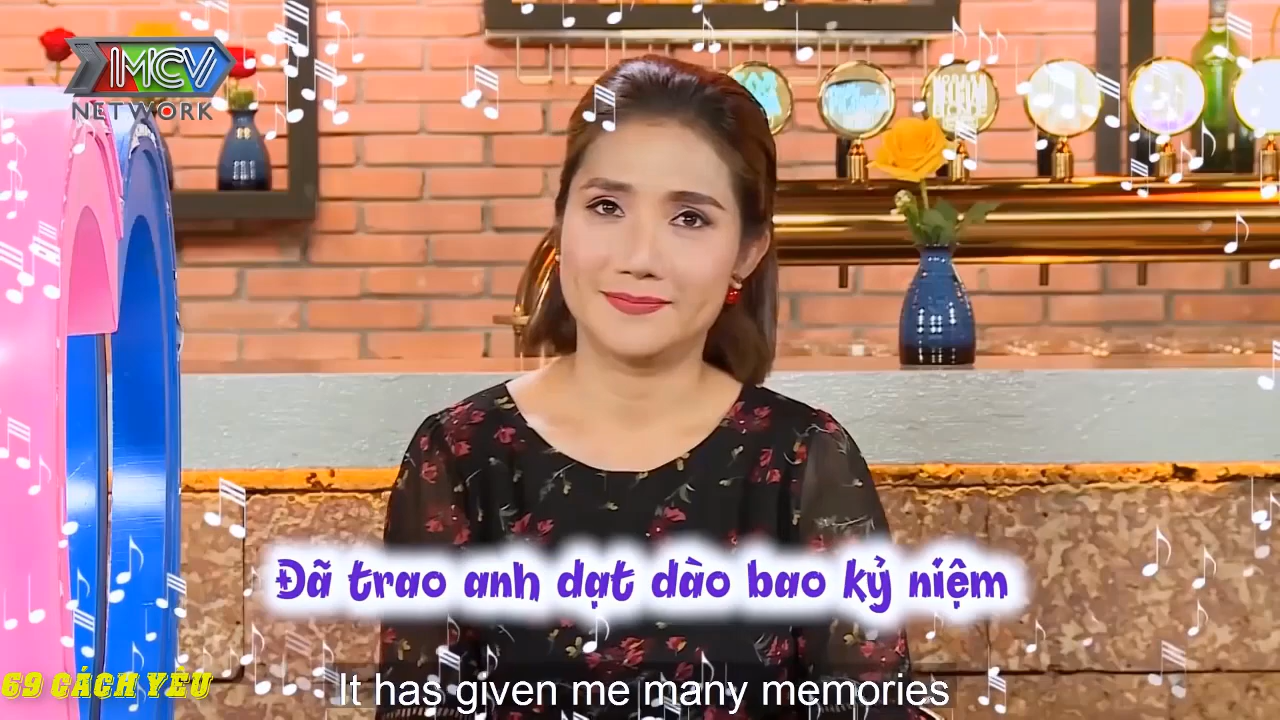 MCV
NETWORK
Đã trao anh dạt dào bao kỷ niệm
69 CÁCH YÊU
It has given me many memories